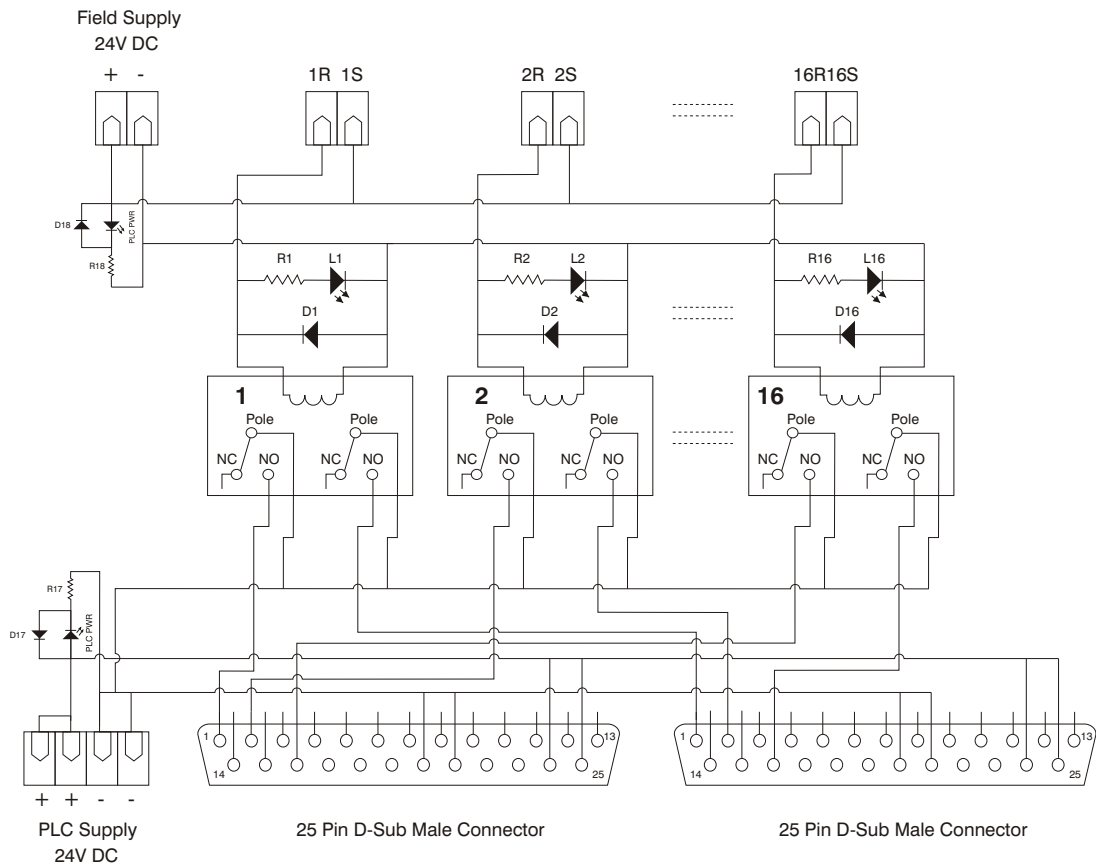 Field Supply
24V DC
+ -
1R 1S
2R 2S
16R16S
D18
PLC PWR
R18
R1 L1
D1
R2 L2
D2
R16 L16
D16
1
Pole Pole
NC NO NC NO
2
Pole Pole
NC NO NC NO
16
Pole Pole
NC NO NC NO
R17
D17
PLC PWR
1 13
14 25
1 13
14 25
+ + - -
PLC Supply
24V DC
25 Pin D-Sub Male Connector
25 Pin D-Sub Male Connector